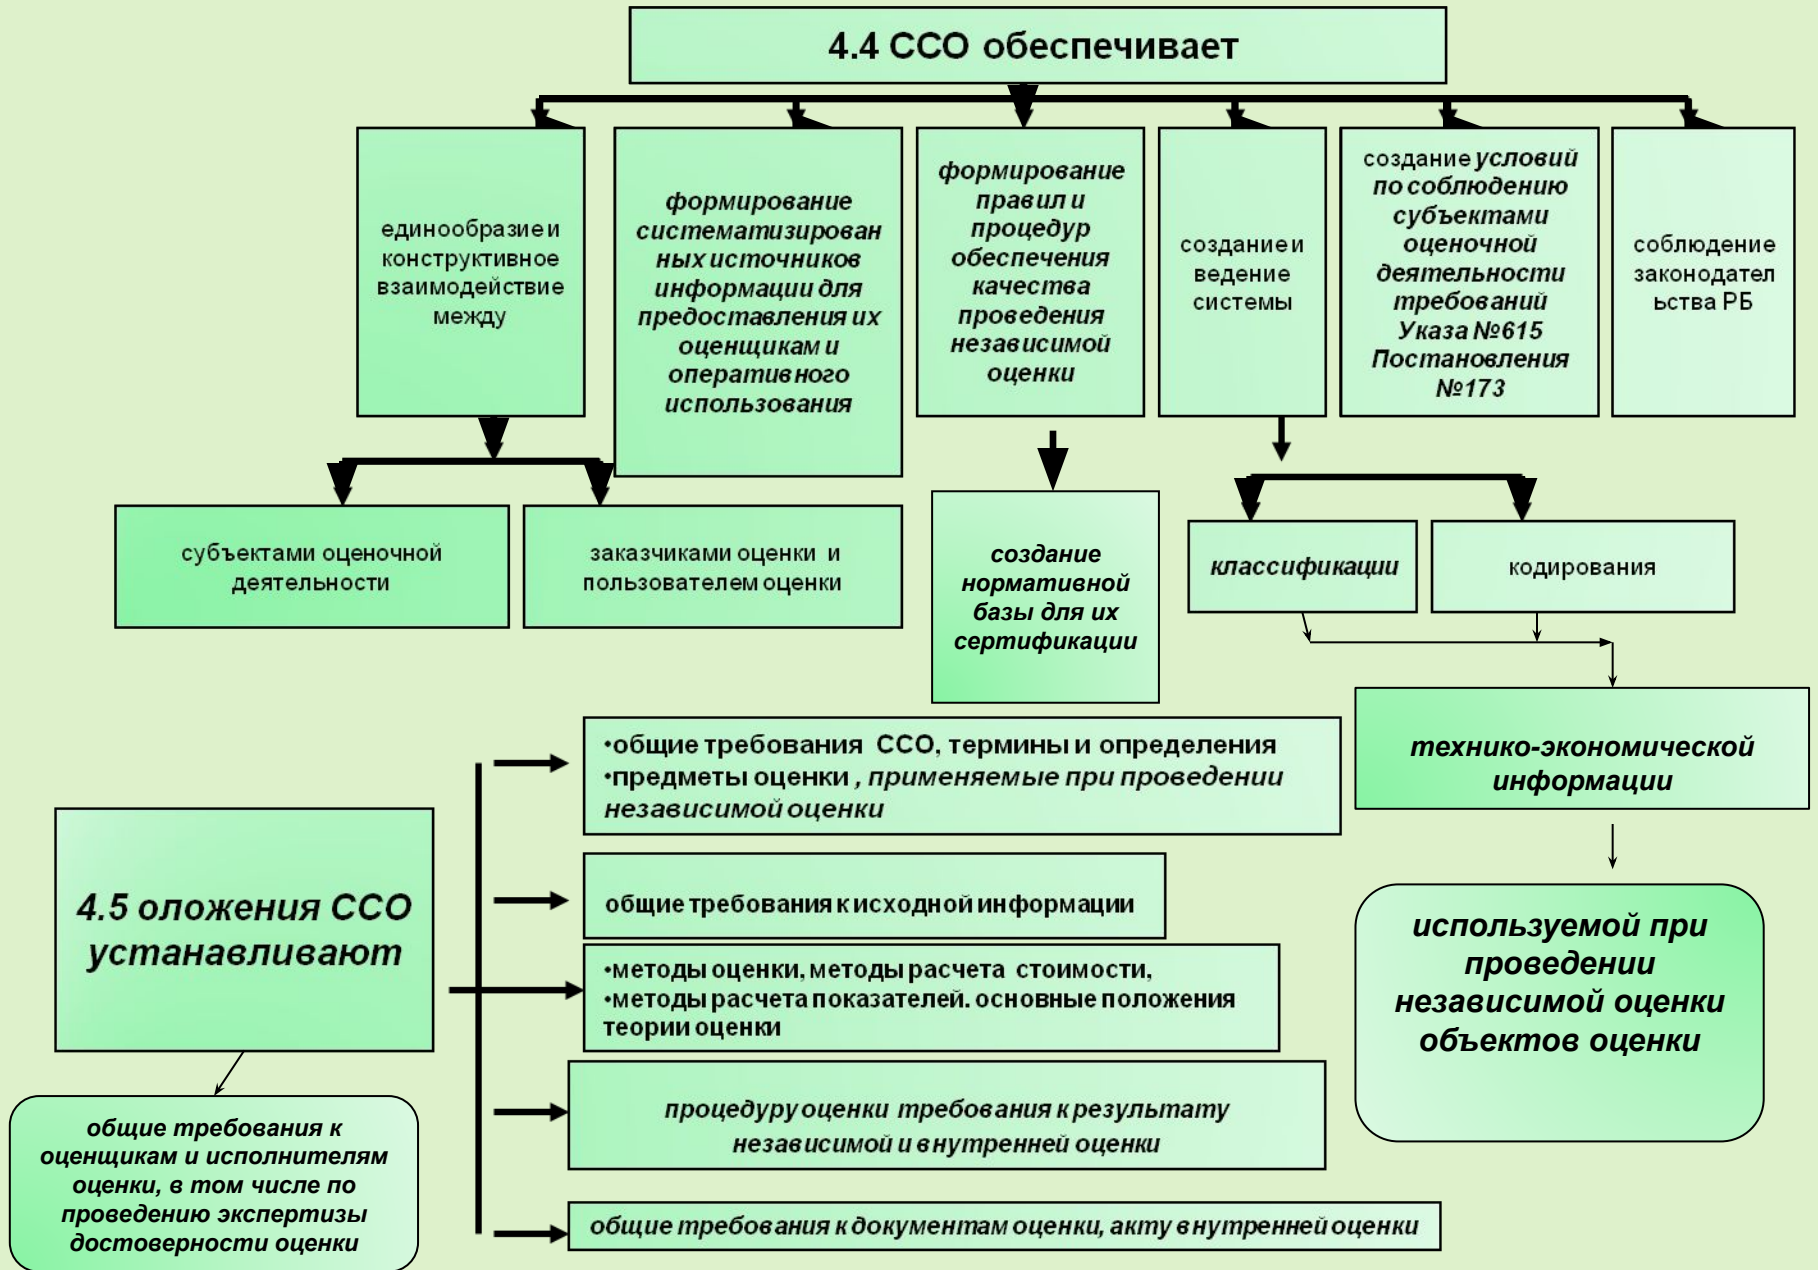 4.4 ССО обеспечивает
единообразие и
конструктивное
взаимодействие
между
формирование
систематизирован
ных источников
информации для
предоставления их
оценщикам и
оперативного
использования
формирование
правил и
процедур
обеспечения
качества
проведения
независимой
оценки
создание и
ведение
системы
создание условий
по соблюдению
субъектами
оценочной
деятельности
требований
Указа №615
Постановления
№173
соблюдение
законодател
ьства РБ
субъектами оценочной
деятельности
заказчиками оценки и
пользователем оценки
создание
нормативной
базы для их
сертификации
классификации
кодирования
технико-экономической
информации
используемой при
проведении
независимой оценки
объектов оценки
4.5 оложения ССО
устанавливают
•общие требования ССО, термины и определения
•предметы оценки , применяемые при проведении
независимой оценки
общие требования к исходной информации
•методы оценки, методы расчета стоимости,
•методы расчета показателей. основные положения
теории оценки
процедуру оценки требования к результату
независимой и внутренней оценки
общие требования к документам оценки, акту внутренней оценки
общие требования к
оценщикам и исполнителям
оценки, в том числе по
проведению экспертизы
достоверности оценки